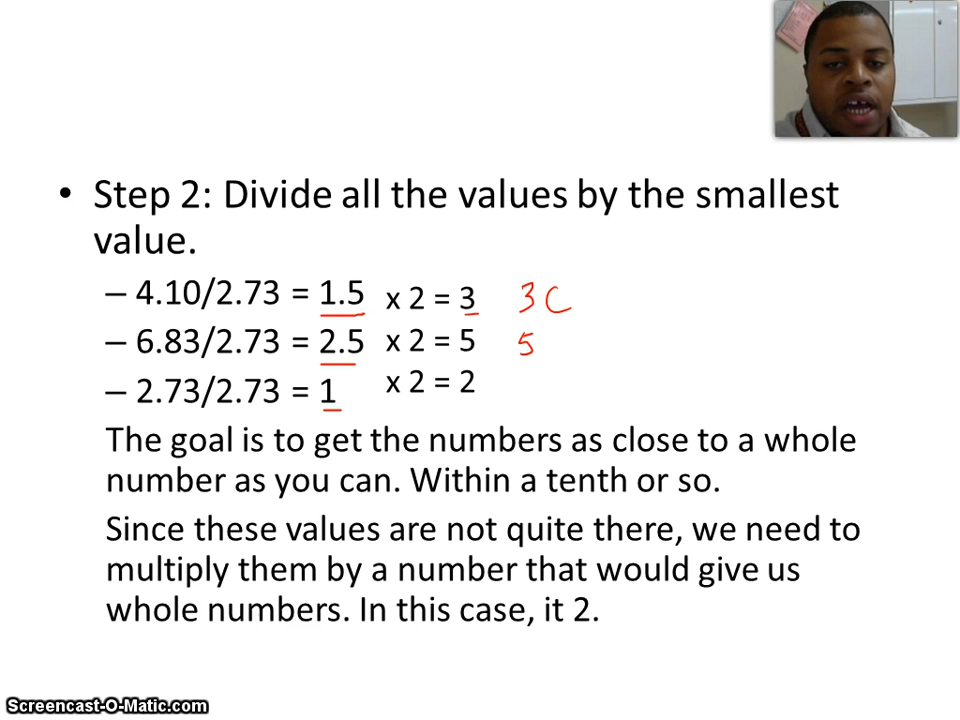 • Step 2: Divide all the values by the smallest
value.
– 4.10/2.73 = 1.5 x 2 = 3 3 C
– 6.83/2.73 = 2.5 x 2 = 5 5
– 2.73/2.73 = 1 x 2 = 2
The goal is to get the numbers as close to a whole
number as you can. Within a tenth or so.
Since these values are not quite there, we need to
multiply them by a number that would give us
whole numbers. In this case, it 2.
Screencast-O-Matic.com